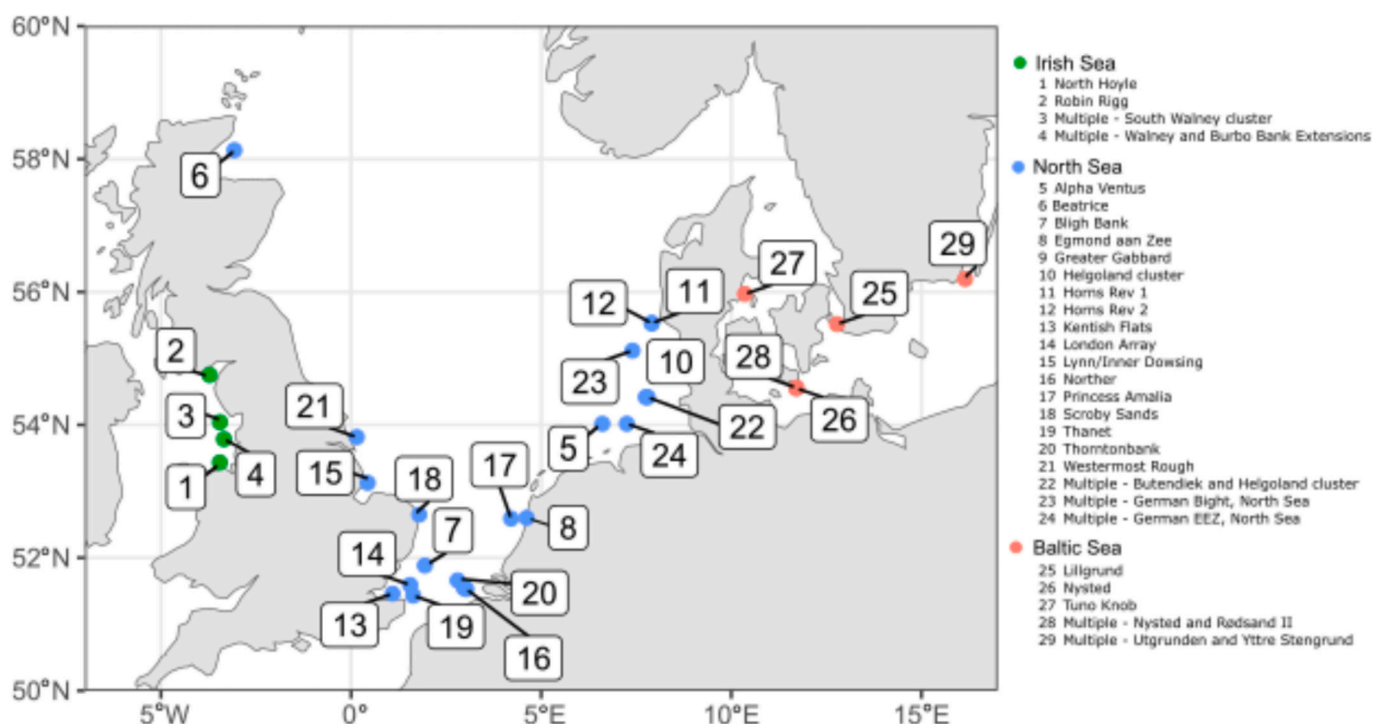 60°N
58°N
56°N
54°N
52°N
50°N
5°W
0°
5°E
10°E
15°E
6
29
27
11
12
25
2
10
28
23
3
21
26
22
5
24
1
4
15
18
17
7
8
14
20
13
19
16
Irish Sea
1 North Hoyle
2 Robin Rigg
3 Multiple - South Walney cluster
4 Multiple - Walney and Burbo Bank Extensions
North Sea
5 Alpha Ventus
6 Beatrice
7 Bligh Bank
8 Egmond aan Zee
9 Greater Gabbard
10 Helgoland cluster
11 Horns Rev 1
12 Horns Rev 2
13 Kentish Flats
14 London Array
15 Lynn/Inner Dowsing
16 Norther
17 Princess Amalia
18 Scroby Sands
19 Thanet
20 Thorntonbank
21 Westermost Rough
22 Multiple - Butendiek and Helgoland cluster
23 Multiple - German Bight, North Sea
24 Multiple - German EEZ, North Sea
Baltic Sea
25 Lillgrund
26 Nysted
27 Tuno Knob
28 Multiple - Nysted and Rødsand II
29 Multiple - Utgrunden and Yttre Stengrund